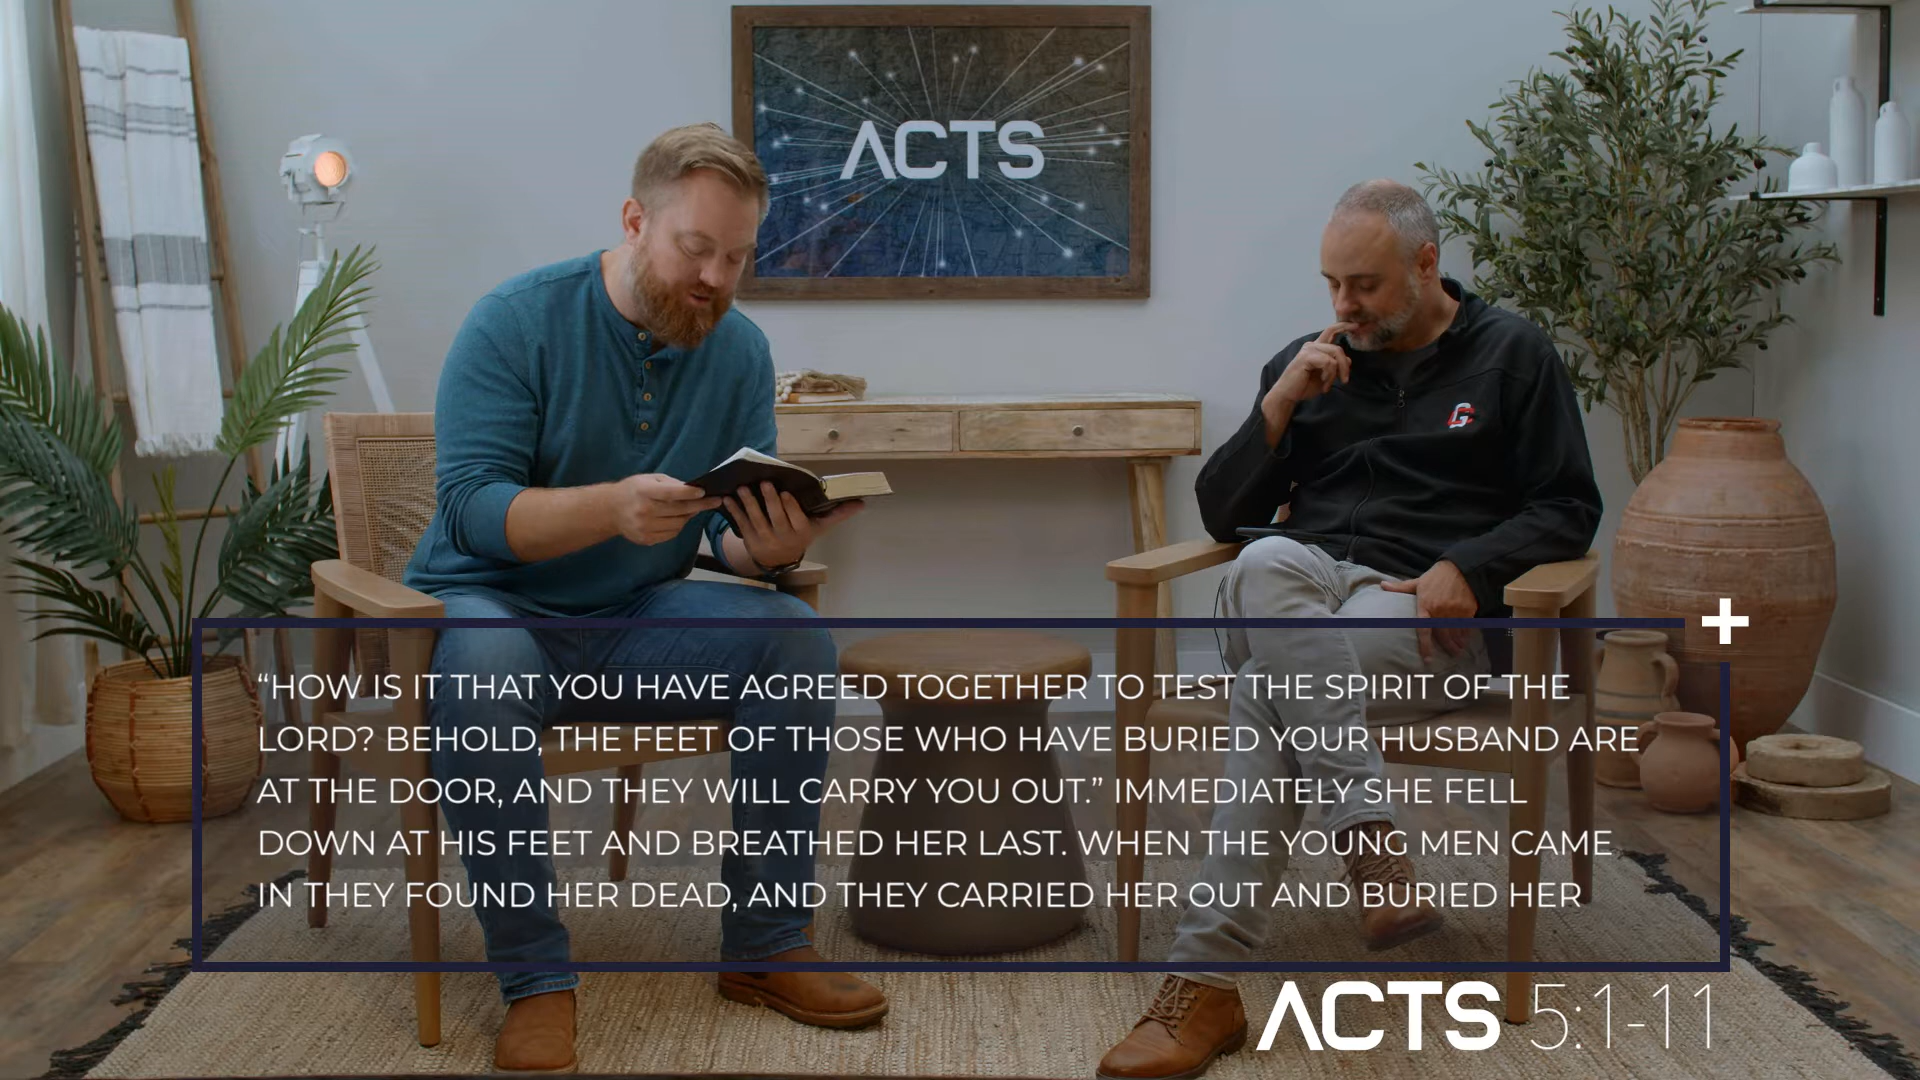 ACTS
“HOW IS IT THAT YOU HAVE AGREED TOGETHER TO TEST THE SPIRIT OF THE
LORD? BEHOLD, THE FEET OF THOSE WHO HAVE BURIED YOUR HUSBAND ARE
AT THE DOOR, AND THEY WILL CARRY YOU OUT.” IMMEDIATELY SHE FELL
DOWN AT HIS FEET AND BREATHED HER LAST. WHEN THE YOUNG MEN CAME
IN THEY FOUND HER DEAD, AND THEY CARRIED HER OUT AND BURIED HER
ACTS 5:1-11